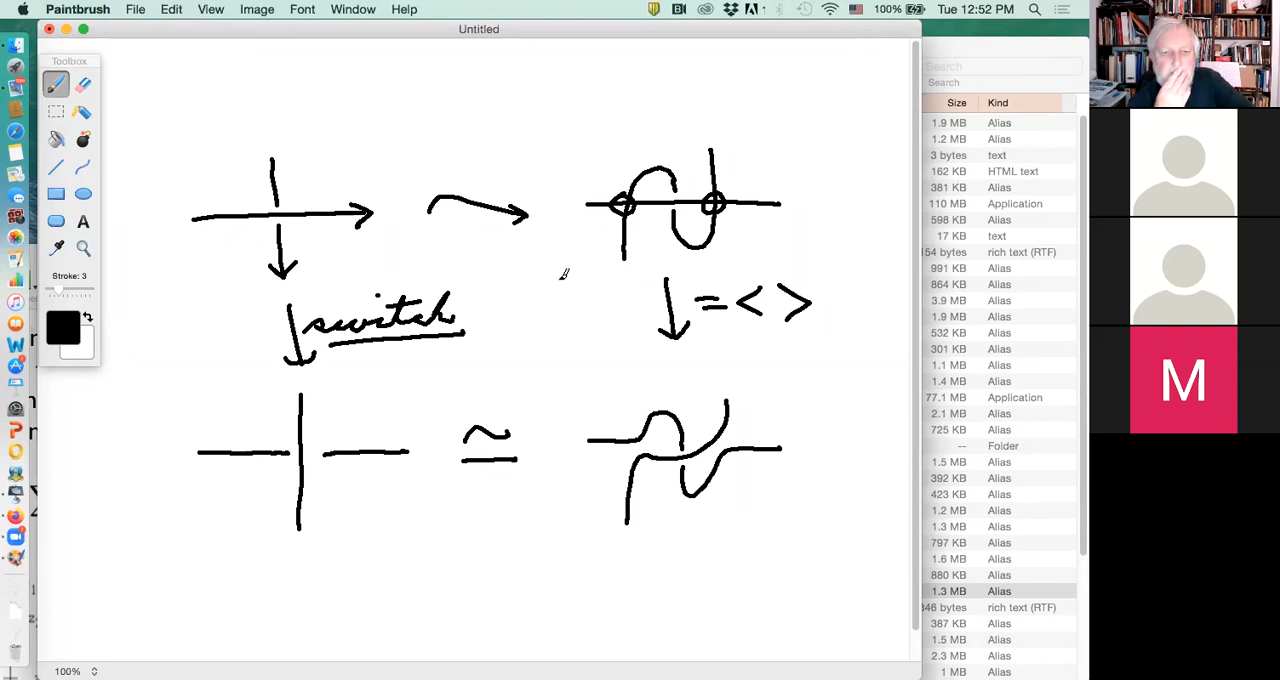 Paintbrush File Edit View Image Font Window Help 100% Tue 12:52 PM
Untitled
Toolbox
Search
Search
Size Kind
1.9 MB Alias
1.2 MB Alias
3 bytes text
162 KB HTML text
381 KB Alias
110 MB Application
598 KB Alias
17 KB text
154 bytes rich text (RTF)
991 KB Alias
864 KB Alias
3.9 MB Alias
1.9 MB Alias
532 KB Alias
301 KB Alias
1.1 MB Alias
1.4 MB Alias
77.1 MB Application
2.1 MB Alias
725 KB Alias
-- Folder
1.5 MB Alias
392 KB Alias
423 KB Alias
1.2 MB Alias
1.3 MB Alias
797 KB Alias
1.6 MB Alias
880 KB Alias
1.3 MB Alias
346 bytes rich text (RTF)
387 KB Alias
1.5 MB Alias
2.3 MB Alias
1 MB Alias
A
Stroke: 3
switch
= < >
≅
M
100%